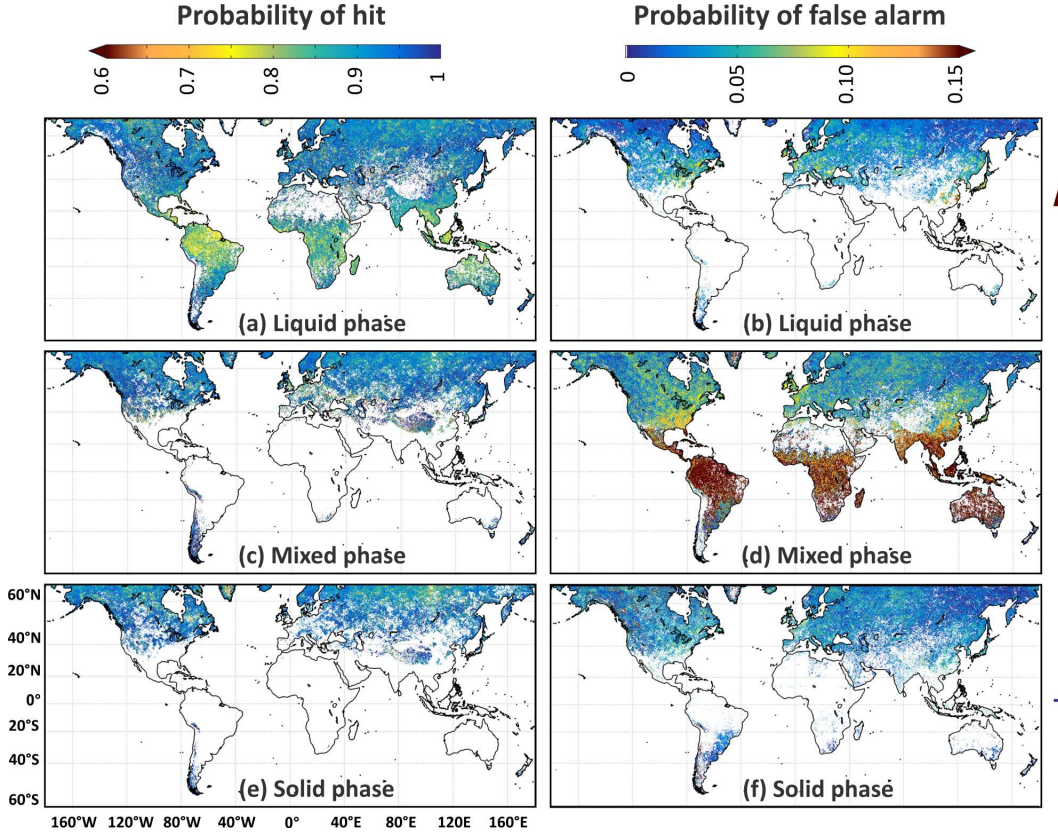 Probability of hit
Probability of false alarm
0.6 0.7 0.8 0.9 1
0 0.05 0.10 0.15
(a) Liquid phase
(b) Liquid phase
(c) Mixed phase
(d) Mixed phase
60°N
40°N
20°N
0°
20°S
40°S
60°S
(e) Solid phase
(f) Solid phase
160°W 120°W 80°W 40°W 0° 40°E 80°E 120°E 160°E